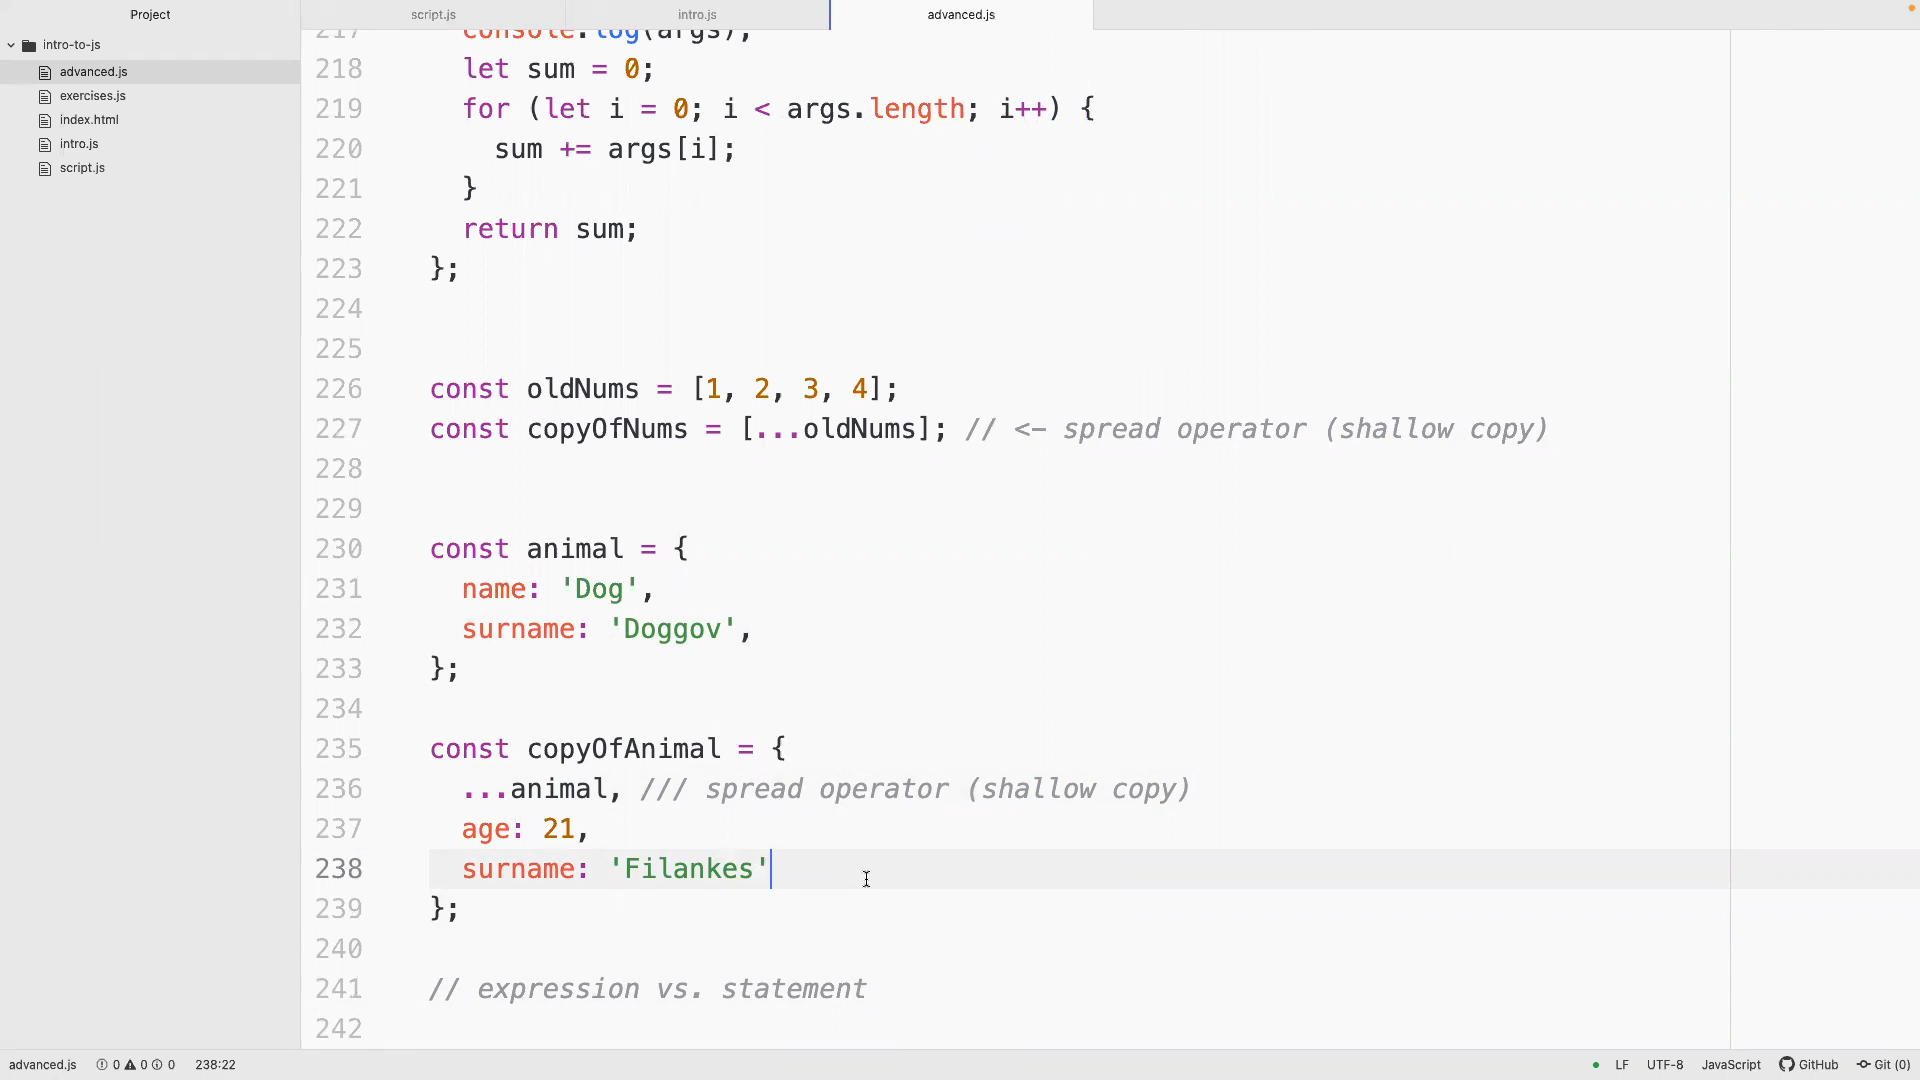 Project
script.js
intro.js
advanced.js
intro-to-js
advanced.js
exercises.js
index.html
intro.js
script.js
217 console.log(args);
218 let sum = 0;
219 for (let i = 0; i < args.length; i++) {
220 sum += args[i];
221 }
222 return sum;
223 };
224
225
226 const oldNums = [1, 2, 3, 4];
227 const copyOfNums = [...oldNums]; // <- spread operator (shallow copy)
228
229
230 const animal = {
231 name: 'Dog',
232 surname: 'Doggov',
233 };
234
235 const copyOfAnimal = {
236 ...animal, /// spread operator (shallow copy)
237 age: 21,
238 surname: 'Filankes'
239 };
240
241 // expression vs. statement
242
advanced.js 0 0 0 238:22 LF UTF-8 JavaScript GitHub Git (0)